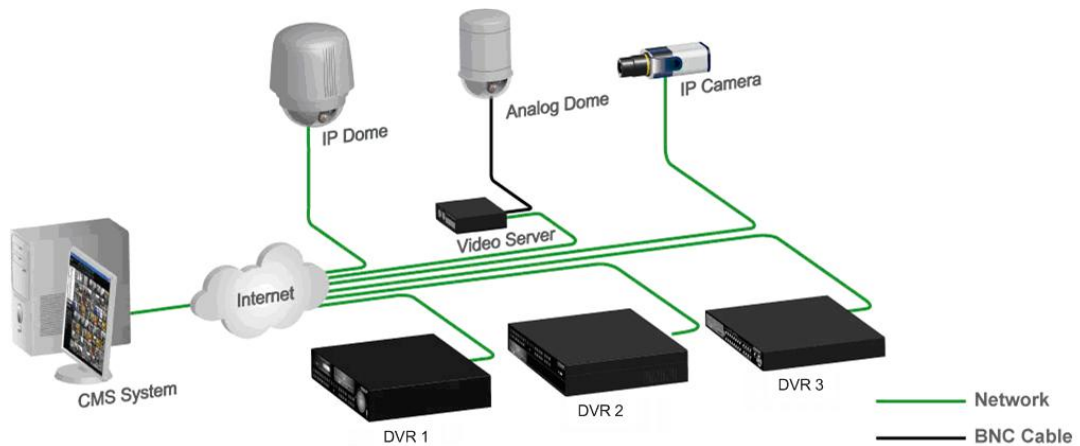 IP Dome
Analog Dome
IP Camera
Video Server
Internet
CMS System
DVR 1
DVR 2
DVR 3
Network
BNC Cable